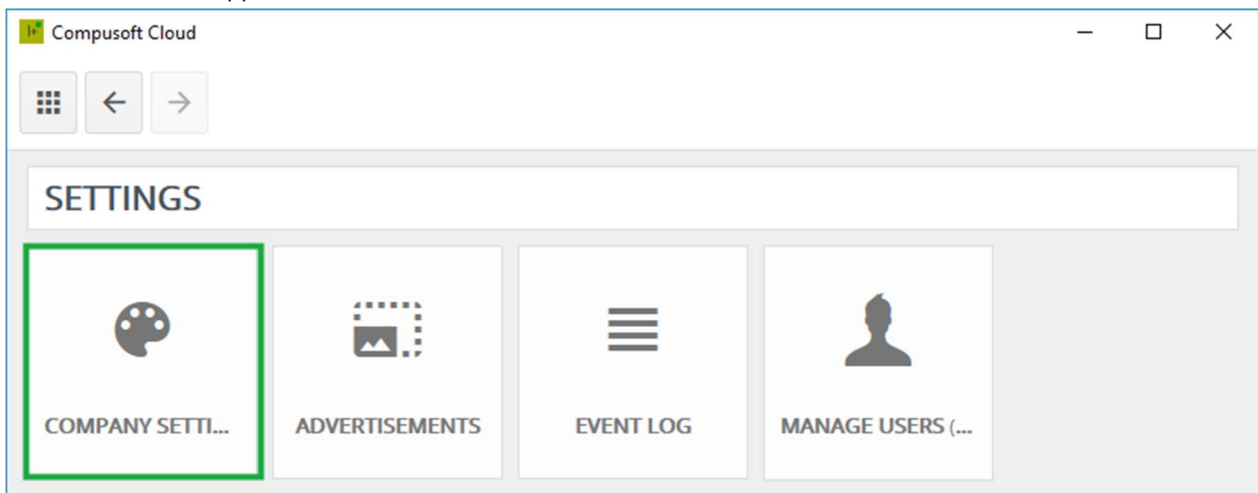 Compusoft Cloud
SETTINGS
COMPANY SETTI...
ADVERTISEMENTS
EVENT LOG
MANAGE USERS (...